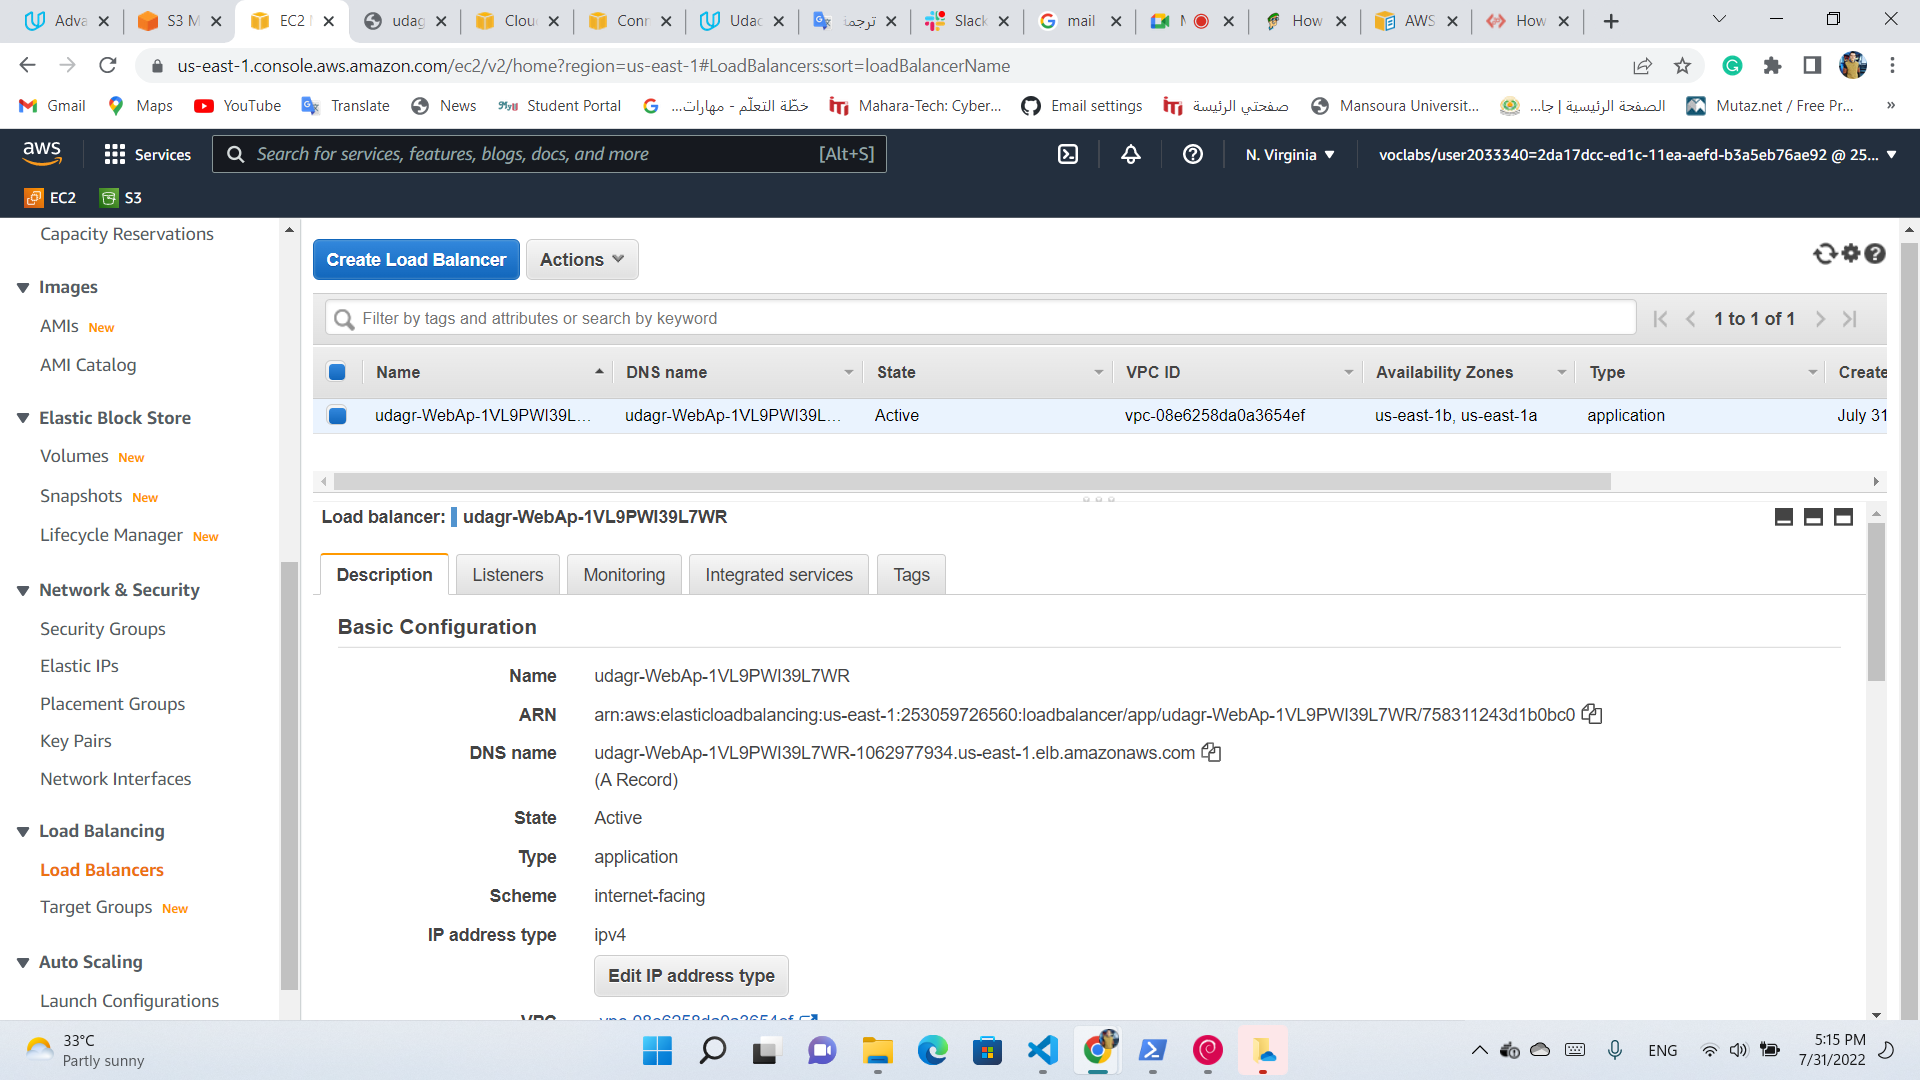 Adva
S3 M
EC2
udag
Clou
Conn
Udac
ترجمة
Slack
mail
How
AWS
How
us-east-1.console.aws.amazon.com/ec2/v2/home?region=us-east-1#LoadBalancers:sort=loadBalancerName
Gmail
Maps
YouTube
Translate
News
Student Portal
خطّة التعلّم - مهارات...
Mahara-Tech: Cyber...
Email settings
صفحتي الرئيسة
Mansoura Universit...
الصفحة الرئيسية | جا...
Mutaz.net / Free Pr...
»
aws
Services
Search for services, features, blogs, docs, and more
[Alt+S]
N. Virginia
voclabs/user2033340=2da17dcc-ed1c-11ea-aefd-b3a5eb76ae92 @ 25...
EC2
S3
Capacity Reservations
Images
AMIs New
AMI Catalog
Elastic Block Store
Volumes New
Snapshots New
Lifecycle Manager New
Network & Security
Security Groups
Elastic IPs
Placement Groups
Key Pairs
Network Interfaces
Load Balancing
Load Balancers
Target Groups New
Auto Scaling
Launch Configurations
Create Load Balancer
Actions
Filter by tags and attributes or search by keyword
1 to 1 of 1
Name
DNS name
State
VPC ID
Availability Zones
Type
Create
udagr-WebAp-1VL9PWI39L...
udagr-WebAp-1VL9PWI39L...
Active
vpc-08e6258da0a3654ef
us-east-1b, us-east-1a
application
July 31
Load balancer: udagr-WebAp-1VL9PWI39L7WR
Description
Listeners
Monitoring
Integrated services
Tags
Basic Configuration
Name udagr-WebAp-1VL9PWI39L7WR
ARN arn:aws:elasticloadbalancing:us-east-1:253059726560:loadbalancer/app/udagr-WebAp-1VL9PWI39L7WR/758311243d1b0bc0
DNS name udagr-WebAp-1VL9PWI39L7WR-1062977934.us-east-1.elb.amazonaws.com
(A Record)
State Active
Type application
Scheme internet-facing
IP address type ipv4
Edit IP address type
VPC vpc-08e6258da0a3654ef
33°C
Partly sunny
ENG
5:15 PM
7/31/2022